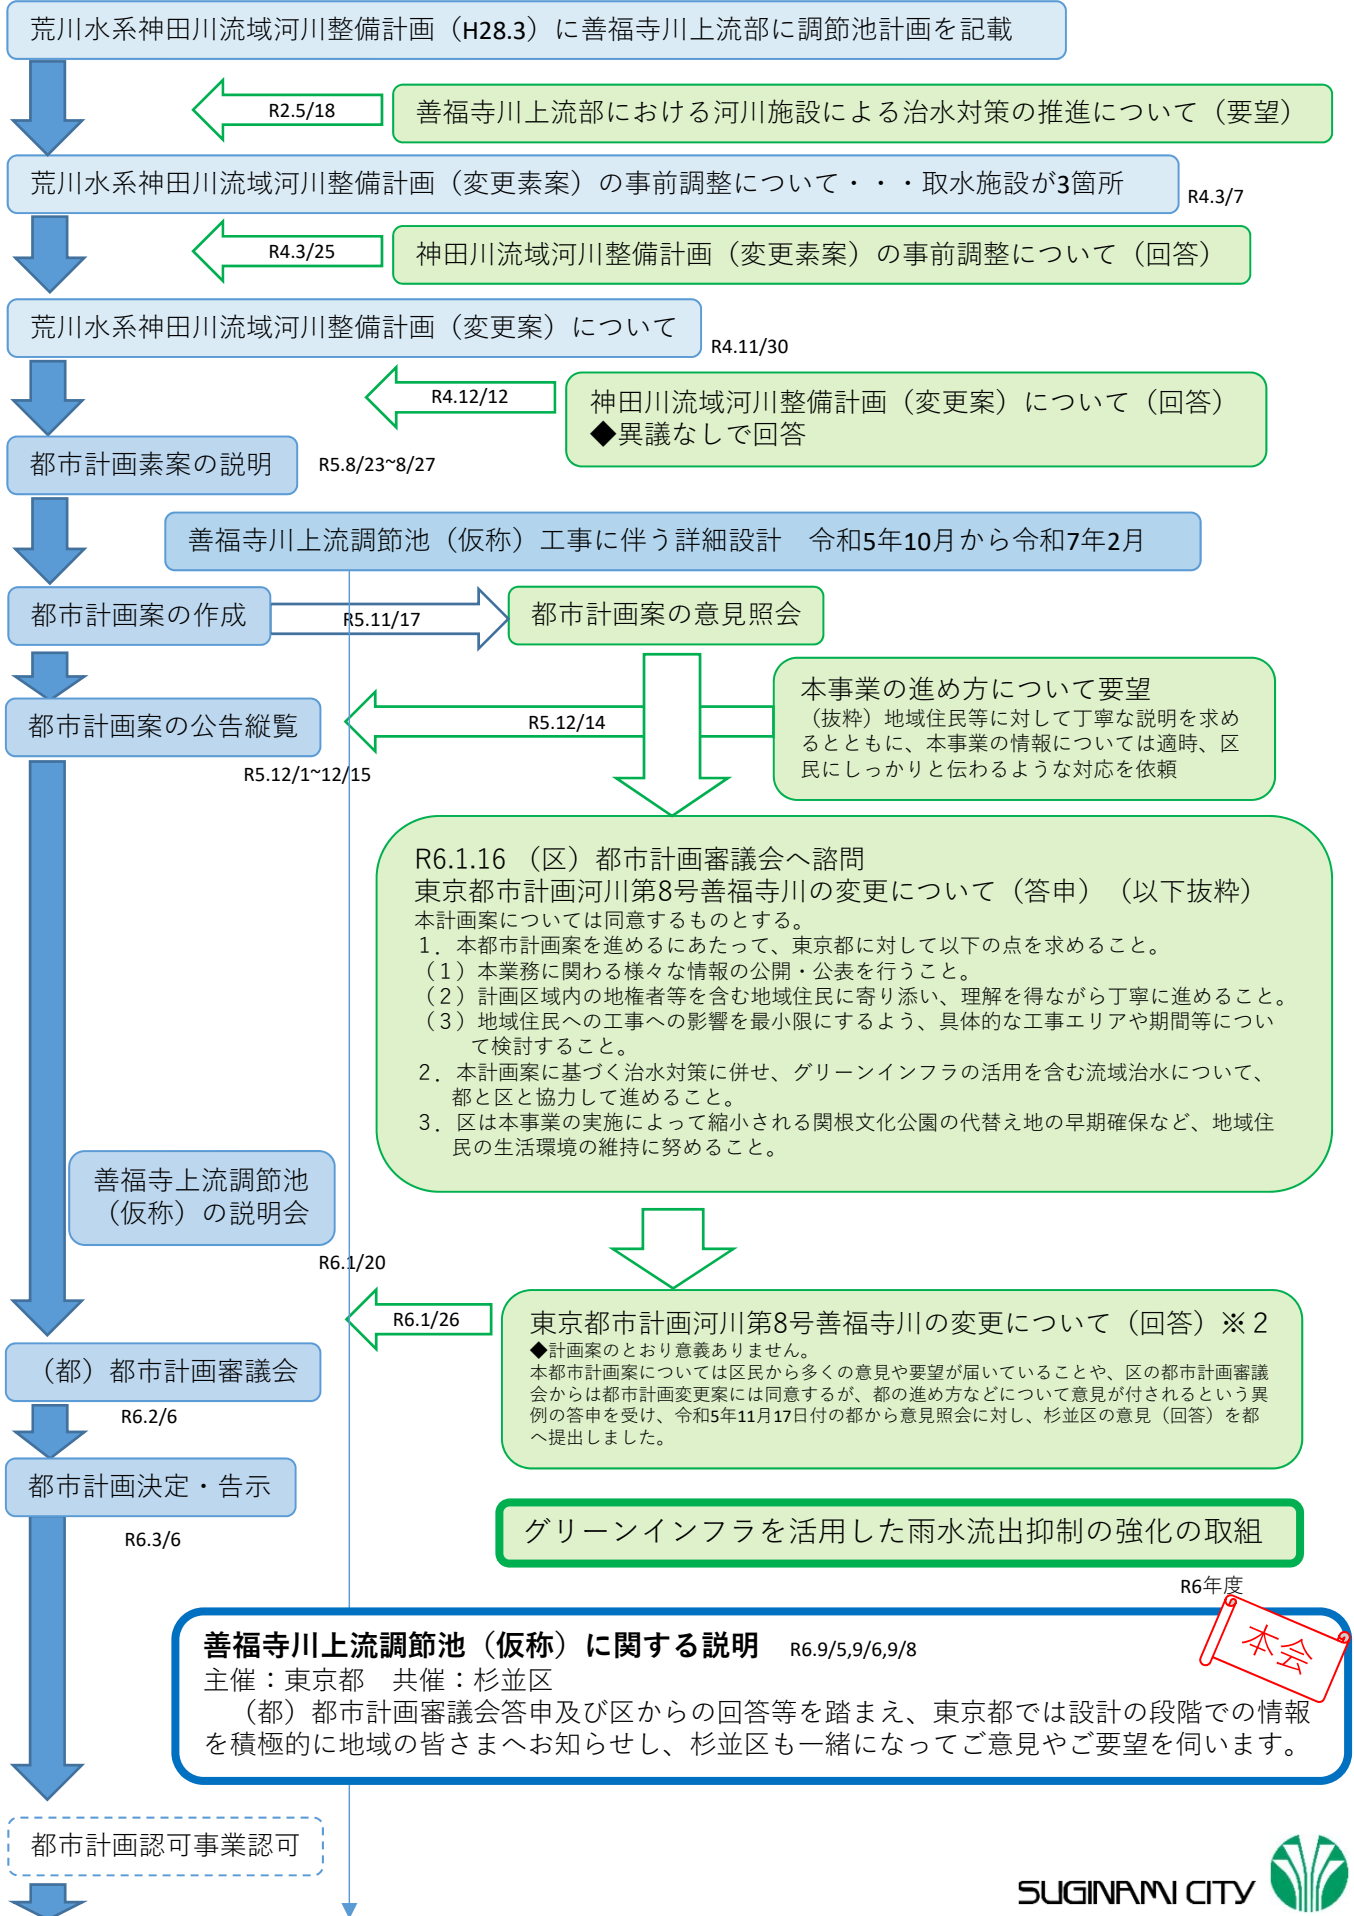 荒川水系神田川流域河川整備計画（H28.3）に善福寺川上流部に調節池計画を記載
R2.5/18
善福寺川上流部における河川施設による治水対策の推進について（要望）
荒川水系神田川流域河川整備計画（変更素案）の事前調整について・・・取水施設が3箇所
R4.3/7
R4.3/25
神田川流域河川整備計画（変更素案）の事前調整について（回答）
荒川水系神田川流域河川整備計画（変更案）について
R4.11/30
R4.12/12
神田川流域河川整備計画（変更案）について（回答）
◆異議なしで回答
都市計画素案の説明
R5.8/23~8/27
善福寺川上流調節池（仮称）工事に伴う詳細設計　令和5年10月から令和7年2月
都市計画案の作成
R5.11/17
都市計画案の意見照会
本事業の進め方について要望
（抜粋）地域住民等に対して丁寧な説明を求め
るとともに、本事業の情報については適時、区
民にしっかりと伝わるような対応を依頼
R5.12/14
都市計画案の公告縦覧
R5.12/1~12/15
R6.1.16 （区）都市計画審議会へ諮問
東京都市計画河川第8号善福寺川の変更について（答申）（以下抜粋）
本計画案については同意するものとする。
１．本都市計画案を進めるにあたって、東京都に対して以下の点を求めること。
（１）本業務に関わる様々な情報の公開・公表を行うこと。
（２）計画区域内の地権者等を含む地域住民に寄り添い、理解を得ながら丁寧に進めること。
（３）地域住民への工事への影響を最小限にするよう、具体的な工事エリアや期間等につい
て検討すること。
２．本計画案に基づく治水対策に併せ、グリーンインフラの活用を含む流域治水について、
都と区と協力して進めること。
３．区は本事業の実施によって縮小される関根文化公園の代替え地の早期確保など、地域住
民の生活環境の維持に努めること。
善福寺上流調節池
（仮称）の説明会
R6.1/20
R6.1/26
東京都市計画河川第8号善福寺川の変更について（回答）※２
◆計画案のとおり意義ありません。
本都市計画案については区民から多くの意見や要望が届いていることや、区の都市計画審議
会からは都市計画変更案には同意するが、都の進め方などについて意見が付されるという異
例の答申を受け、令和5年11月17日付の都から意見照会に対し、杉並区の意見（回答）を都
へ提出しました。
（都）都市計画審議会
R6.2/6
都市計画決定・告示
R6.3/6
グリーンインフラを活用した雨水流出抑制の強化の取組
R6年度
本会
善福寺川上流調節池（仮称）に関する説明 R6.9/5,9/6,9/8
主催：東京都　共催：杉並区
（都）都市計画審議会答申及び区からの回答等を踏まえ、東京都では設計の段階での情報
を積極的に地域の皆さまへお知らせし、杉並区も一緒になってご意見やご要望を伺います。
都市計画認可事業認可
SUGINAMI CITY